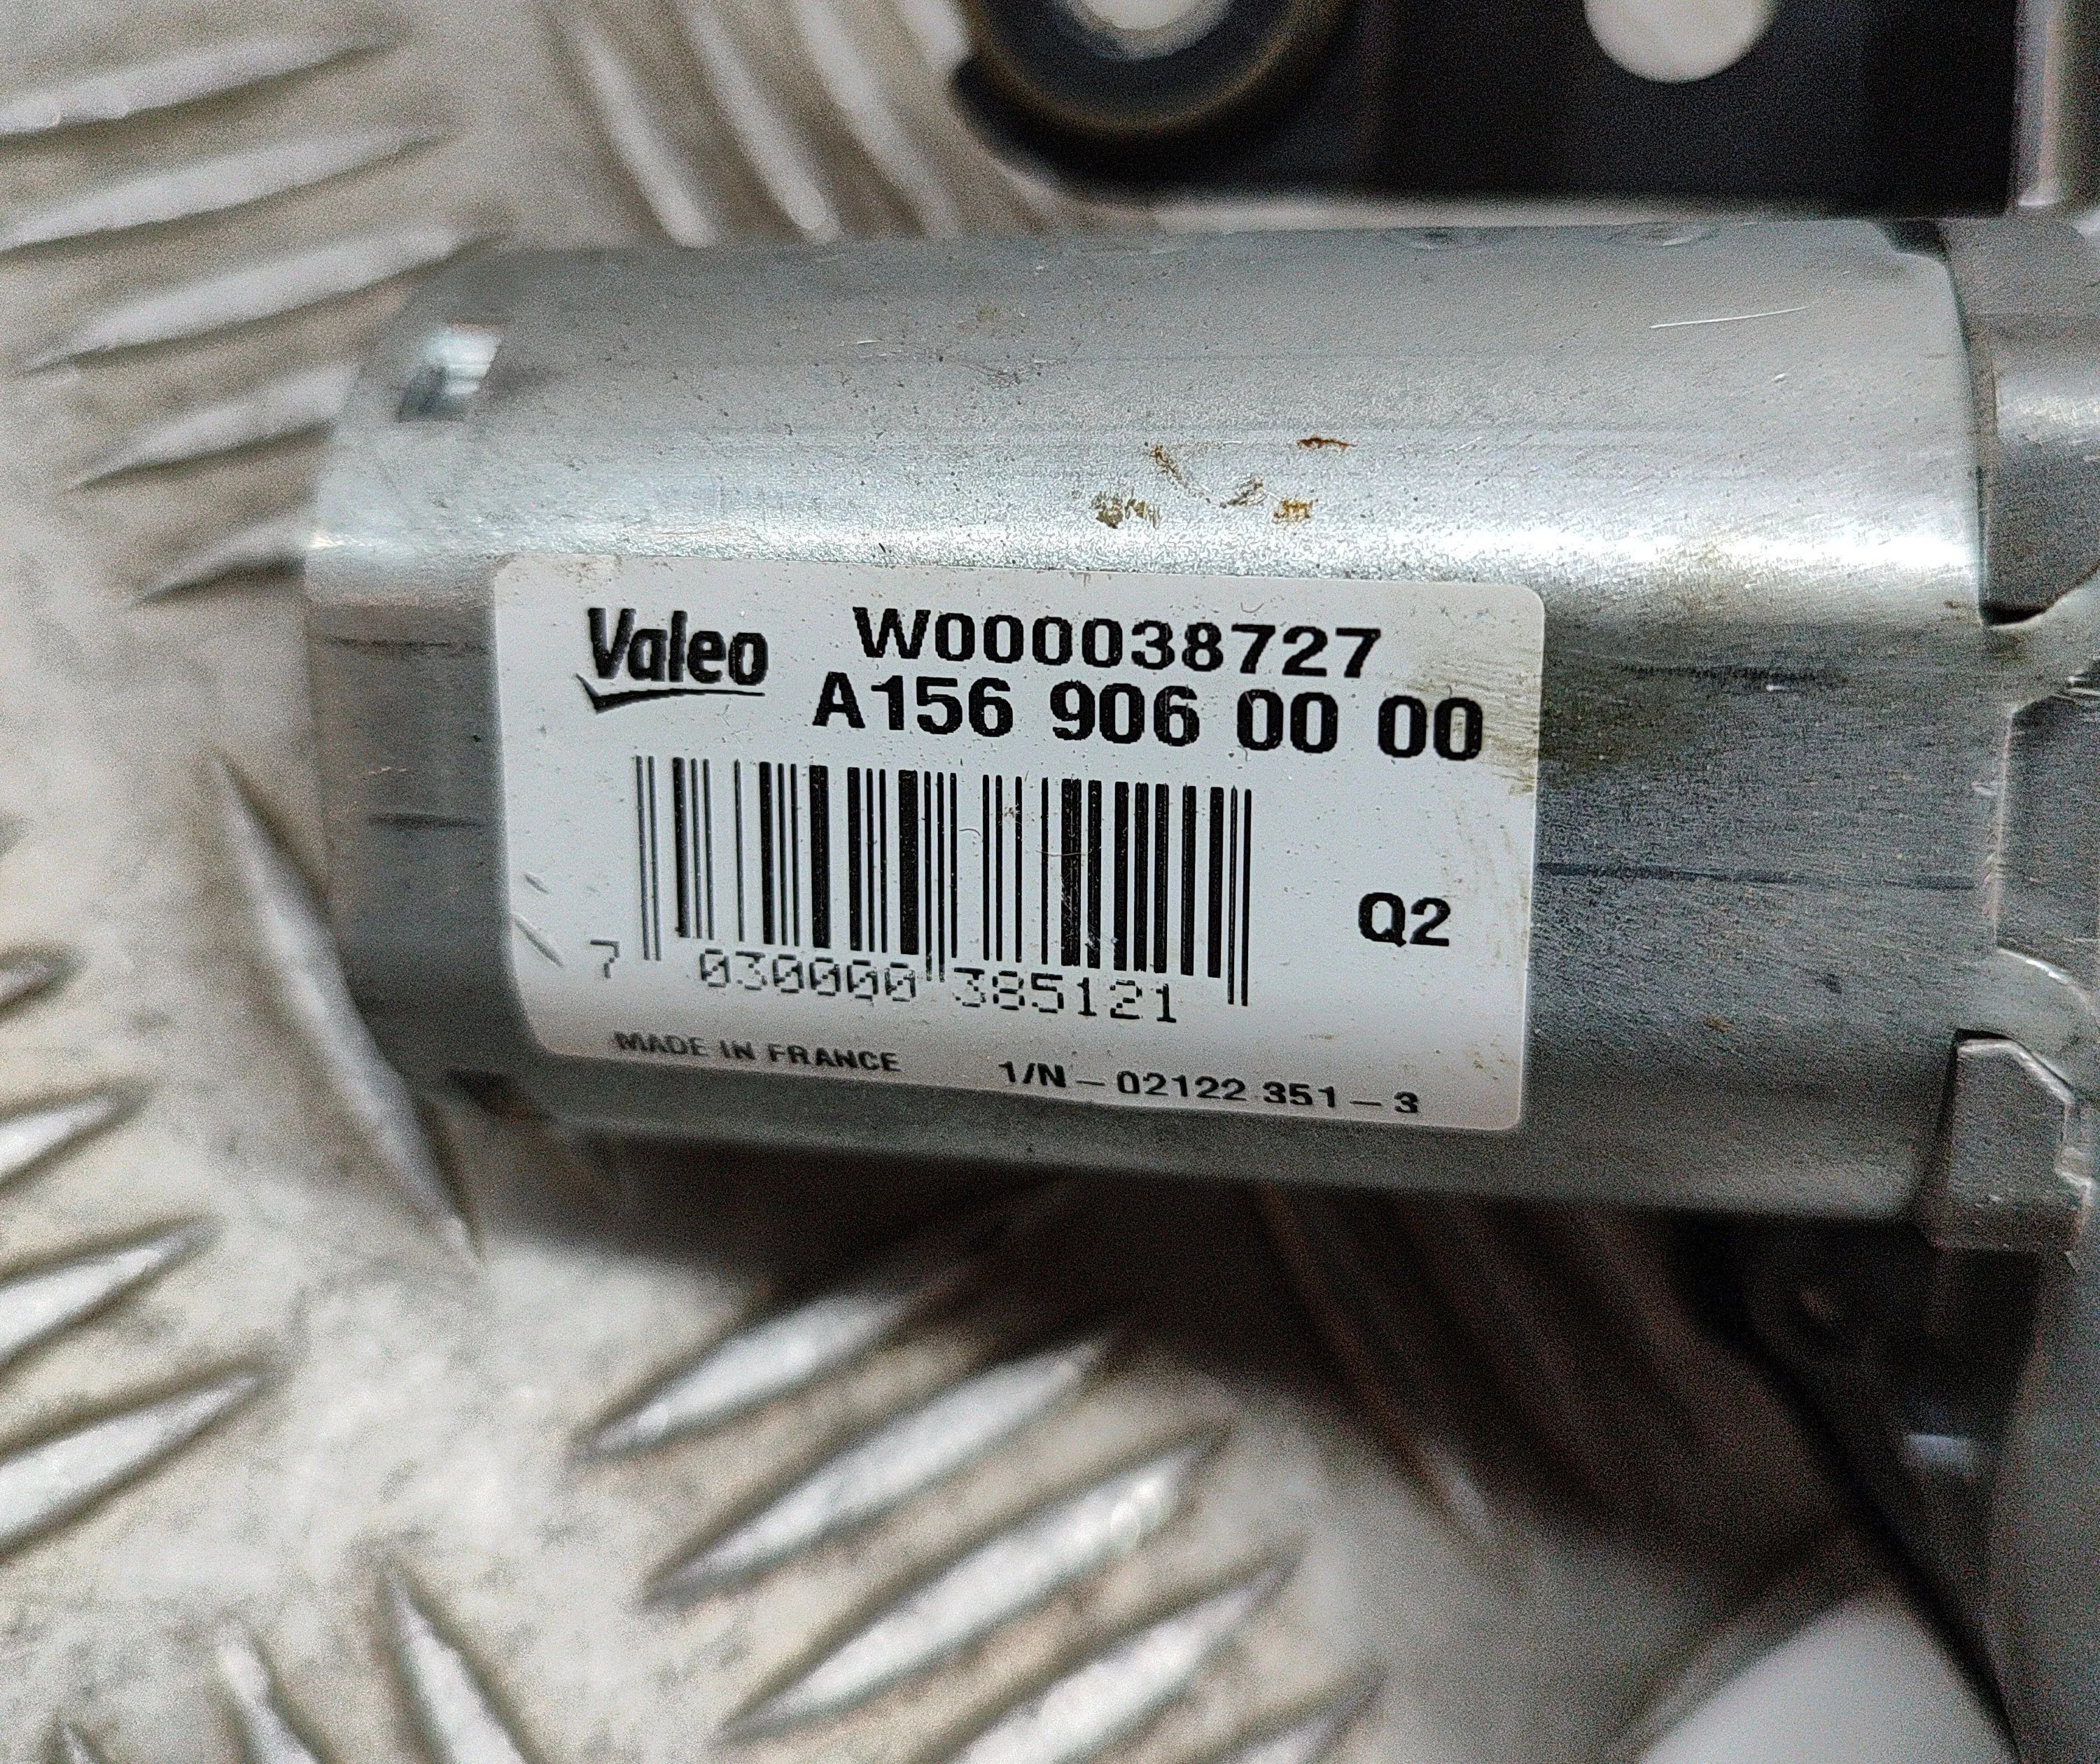 Valeo W000038727
A156 906 00 00
Q2
7 030000 385121
MADE IN FRANCE 1/N – 02122 351 – 3